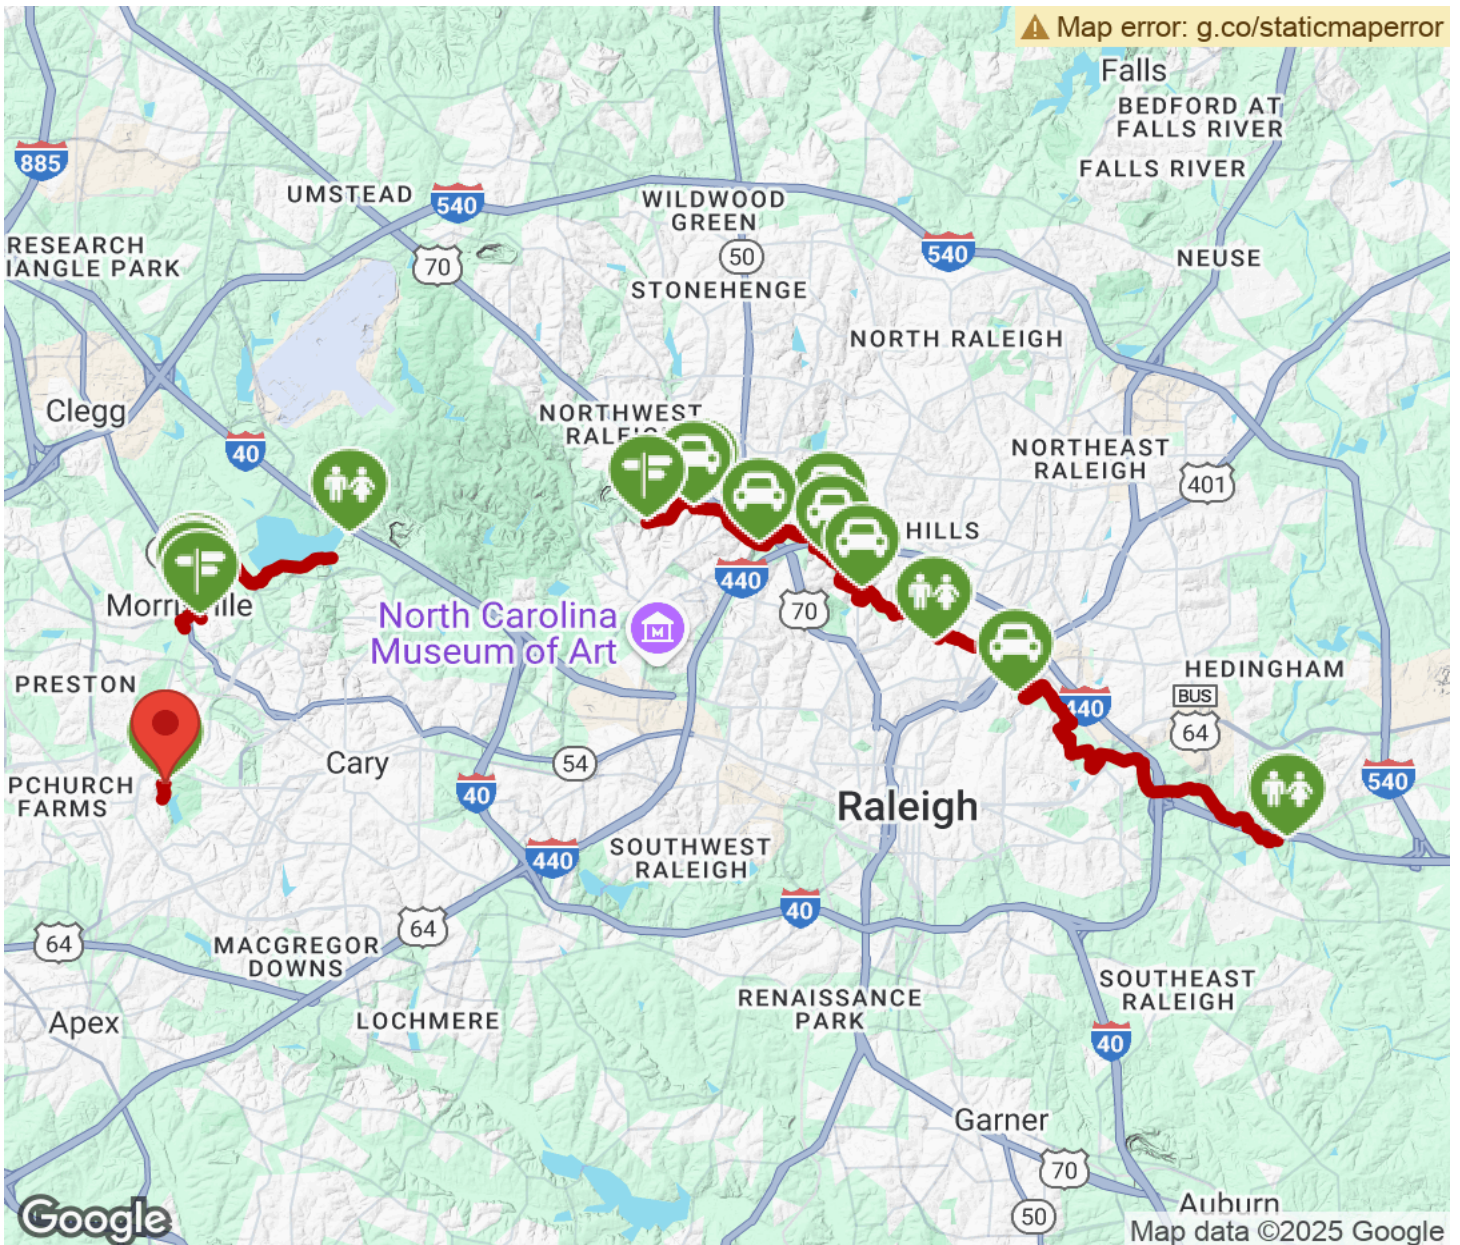 Map error: g.co/staticmaperror
Falls
BEDFORD AT
FALLS RIVER
885
FALLS RIVER
UMSTEAD
540
WILDWOOD
GREEN
RESEARCH
IANGLE PARK
70
50
540
NEUSE
STONEHENGE
NORTH RALEIGH
Clegg
NORTHWEST
40
NORTHEAST
RALEIGH
401
HILLS
440
70
North Carolina
Museum of Art
PRESTON
HEDINGHAM
BUS
64
440
Cary
54
540
PCHURCH
FARMS
40
Raleigh
SOUTHWEST
RALEIGH
440
40
64
64
MACGREGOR
DOWNS
SOUTHEAST
RALEIGH
RENAISSANCE
PARK
Apex
LOCHMERE
40
Garner
70
Auburn
50
Google
Map data ©2025 Google